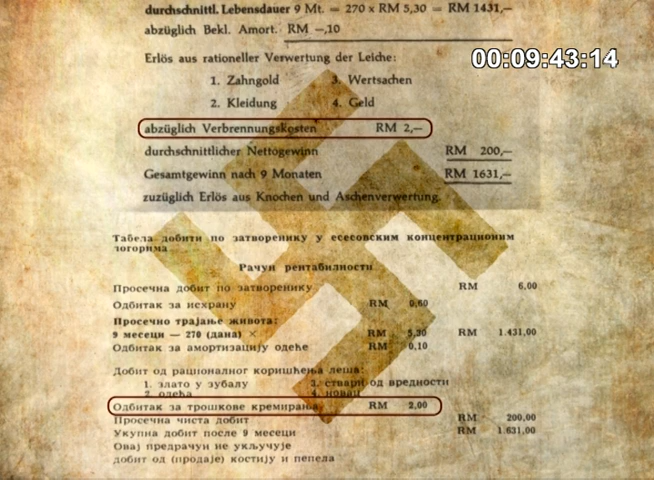 durchschnittl. Lebensdauer 9 Mt. = 270 x RM 5,30 = RM 1431,—
abzüglich Bekl. Amort. RM —,10
00:09:43:14
Erlös aus rationeller Verwertung der Leiche:
1. Zahngold 3. Wertsachen
2. Kleidung 4. Geld
abzüglich Verbrennungskosten RM 2,—
durchschnittlicher Nettogewinn RM 200,—
Gesamtgewinn nach 9 Monaten RM 1631,—
zuzüglich Erlös aus Knochen und Aschenverwertung.
Табела добити по затворенику у есесовским концентрационим
логорима
Рачун рентабилности
Просечна добит по затворенику RM 6,00
Одбитак за исхрану RM 0,60
Просечно трајање живота:
9 месеци — 270 (дана) × RM 5,30 RM 1.431,00
Одбитак за амортизацију одеће RM 0,10
Добит од рационалног коришћења леша:
1. злато у зубалу 3. ствари од вредности
2. одећа 4. новац
Одбитак за трошкове кремирања RM 2,00
Просечна чиста добит RM 200,00
Укупна добит после 9 месеци RM 1.631,00
Овај предрачун не укључује
добит од (продаје) костију и пепела